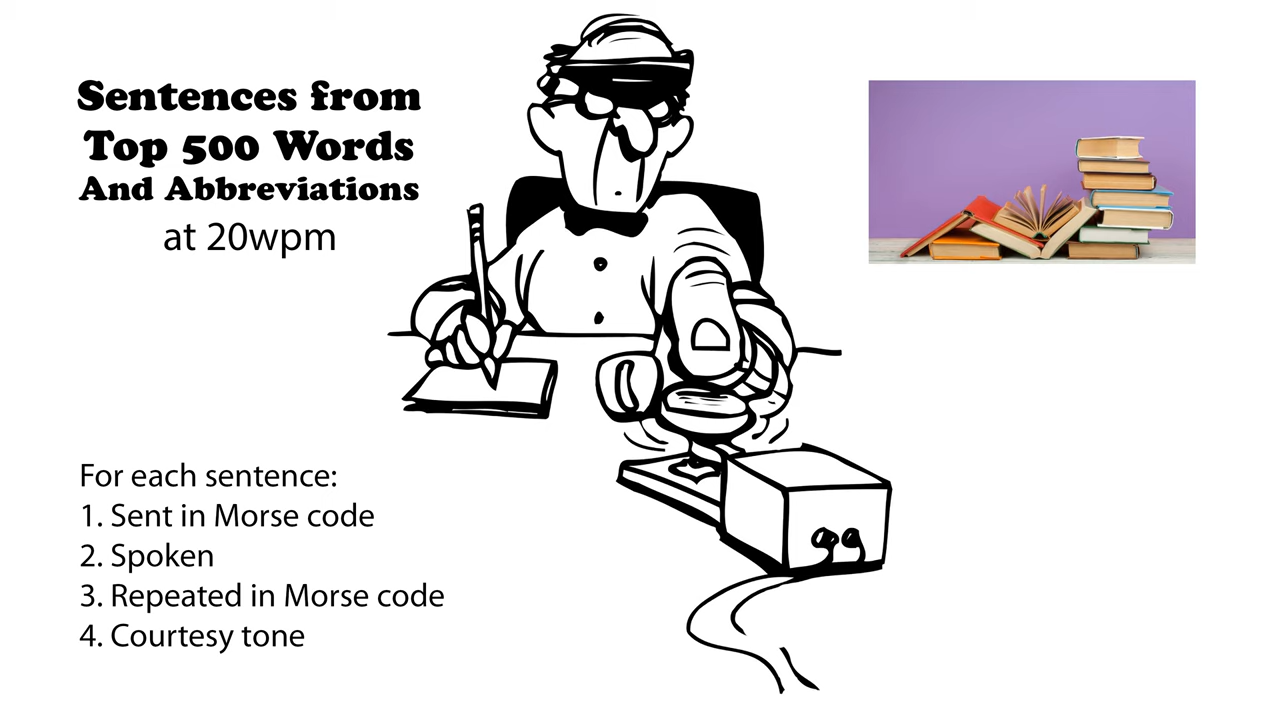 Sentences from
Top 500 Words
And Abbreviations
at 20wpm
For each sentence:
1. Sent in Morse code
2. Spoken
3. Repeated in Morse code
4. Courtesy tone